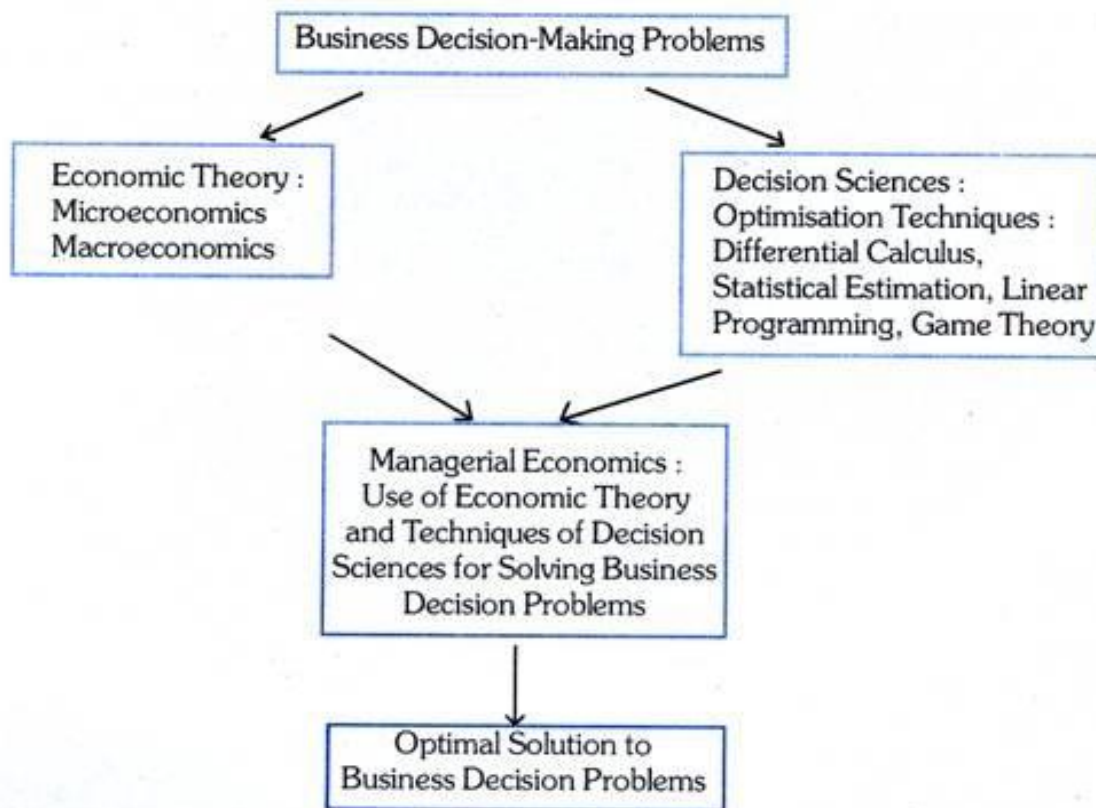 Business Decision-Making Problems
Economic Theory :
Microeconomics
Macroeconomics
Decision Sciences :
Optimisation Techniques :
Differential Calculus,
Statistical Estimation, Linear
Programming, Game Theory
Managerial Economics :
Use of Economic Theory
and Techniques of Decision
Sciences for Solving Business
Decision Problems
Optimal Solution to
Business Decision Problems